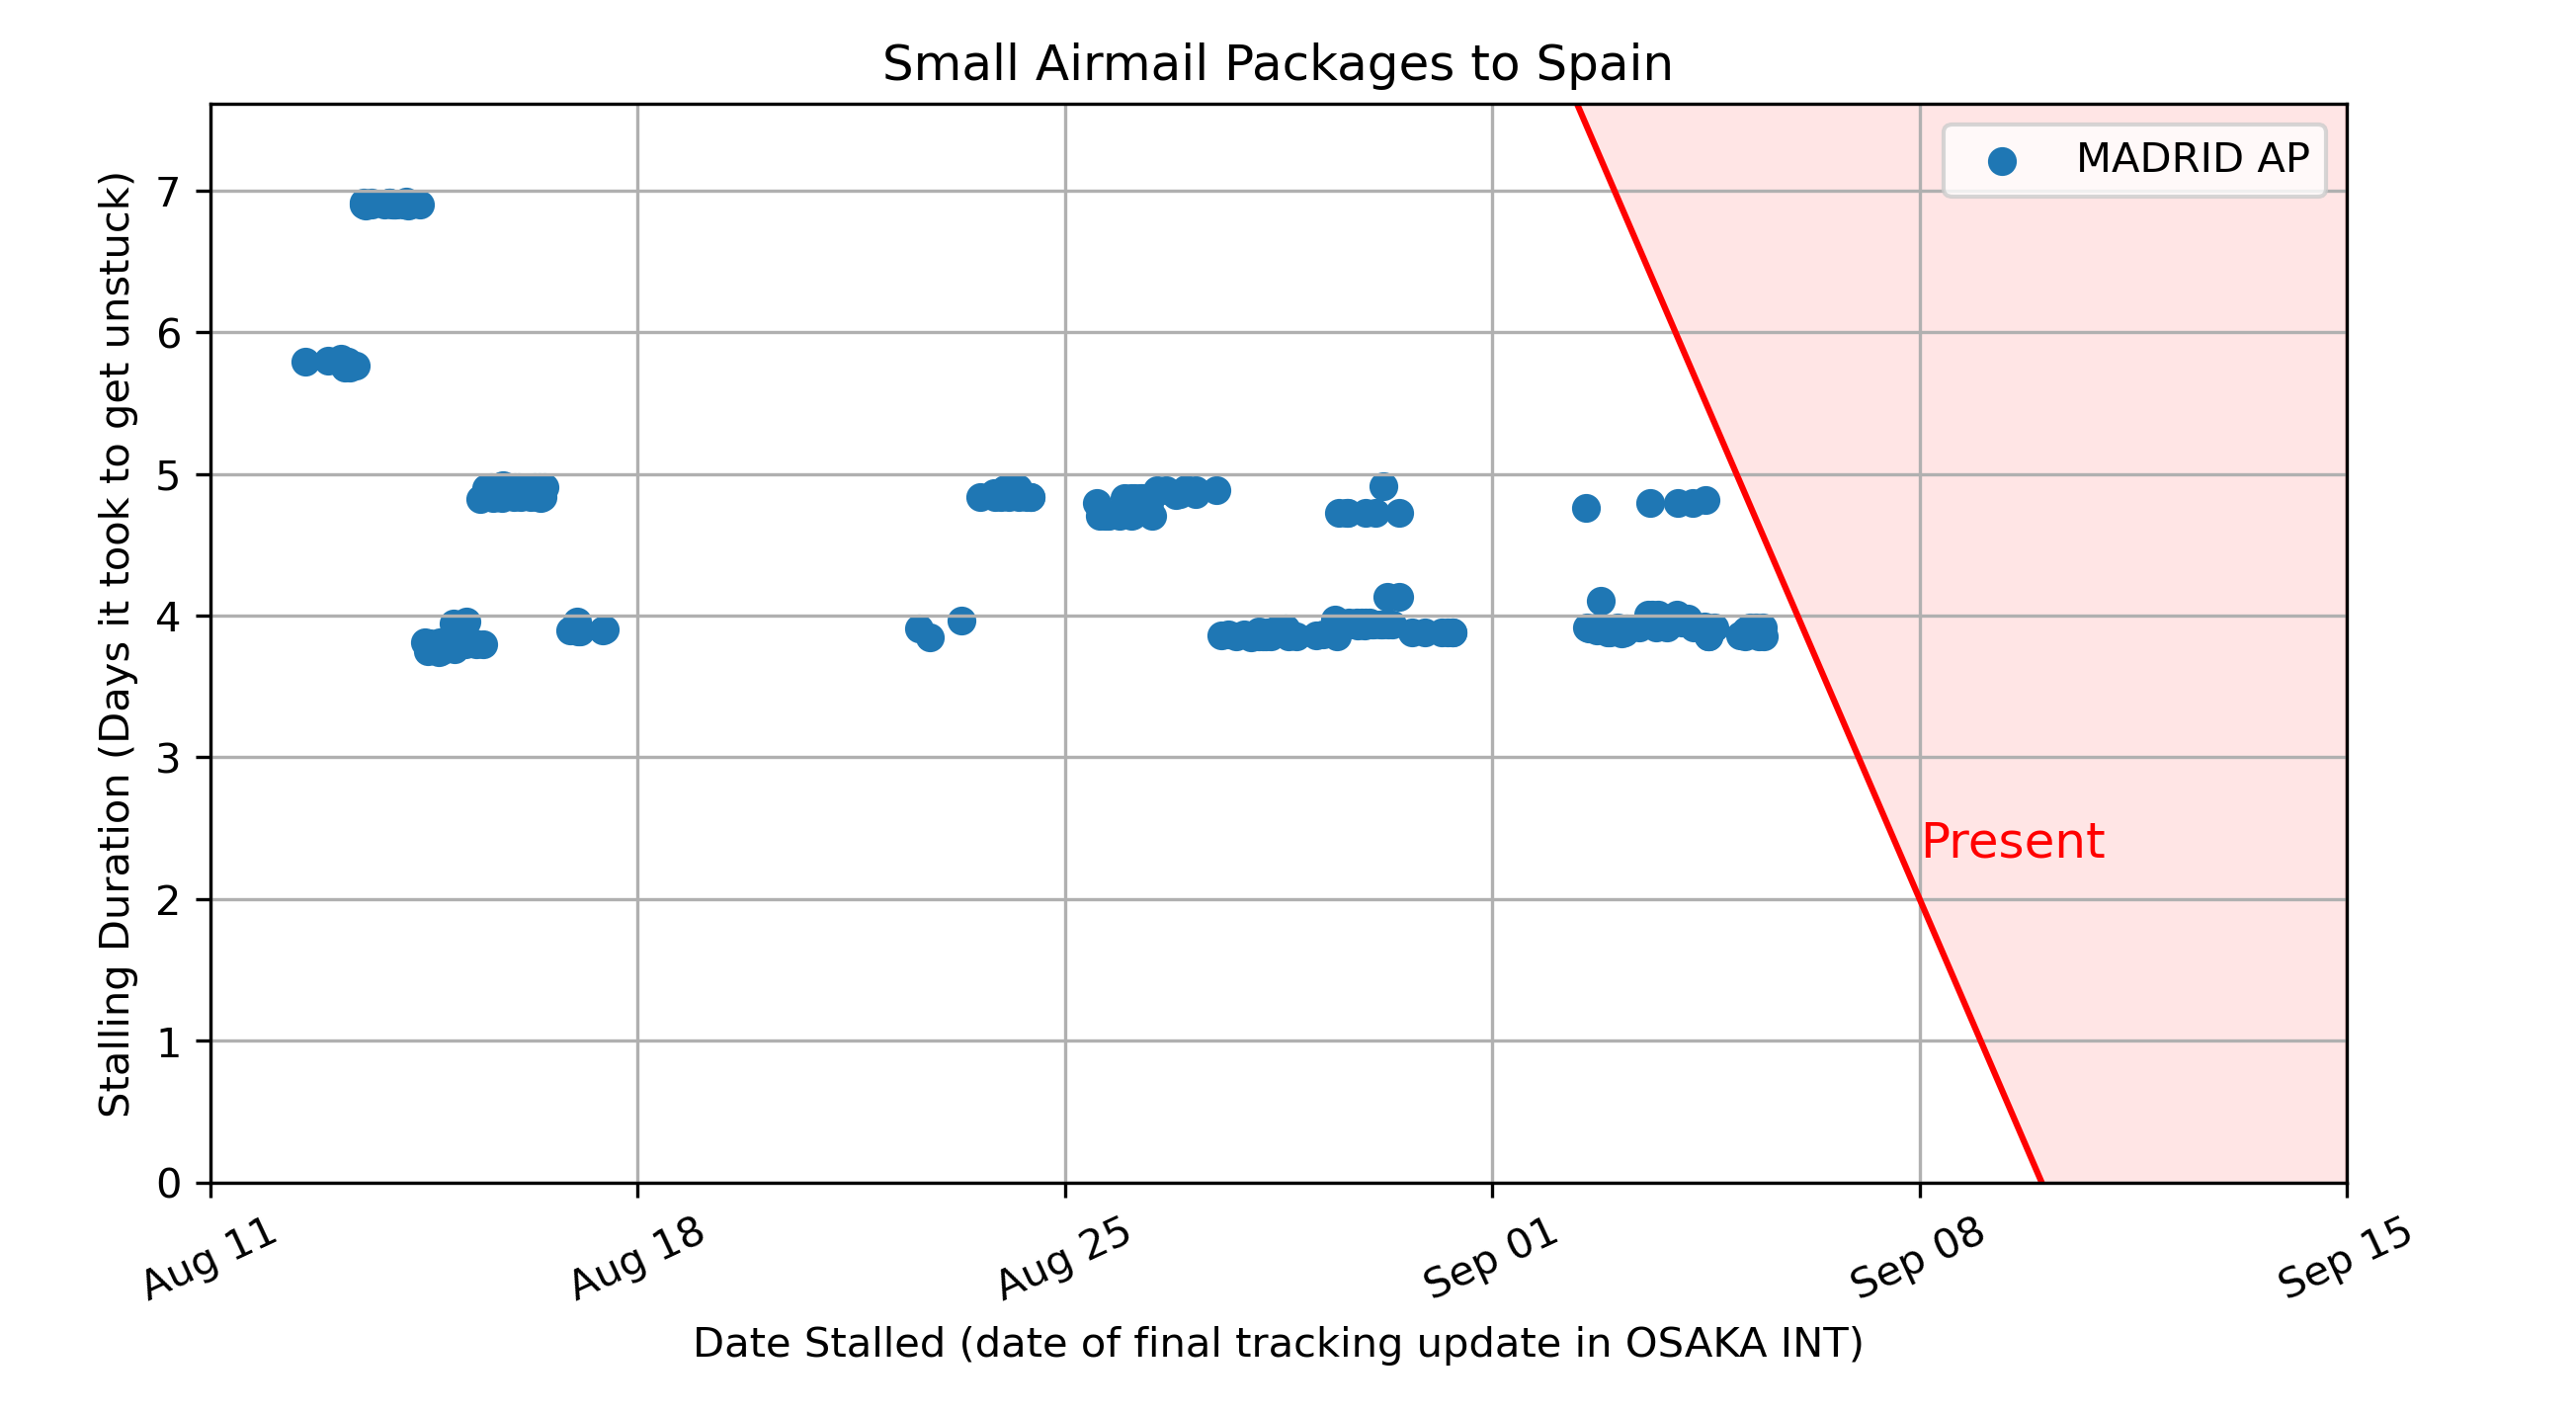 Small Airmail Packages to Spain
MADRID AP
Stalling Duration (Days it took to get unstuck)
7
6
5
4
3
2
1
0
Present
Aug 11
Aug 18
Aug 25
Sep 01
Sep 08
Sep 15
Date Stalled (date of final tracking update in OSAKA INT)